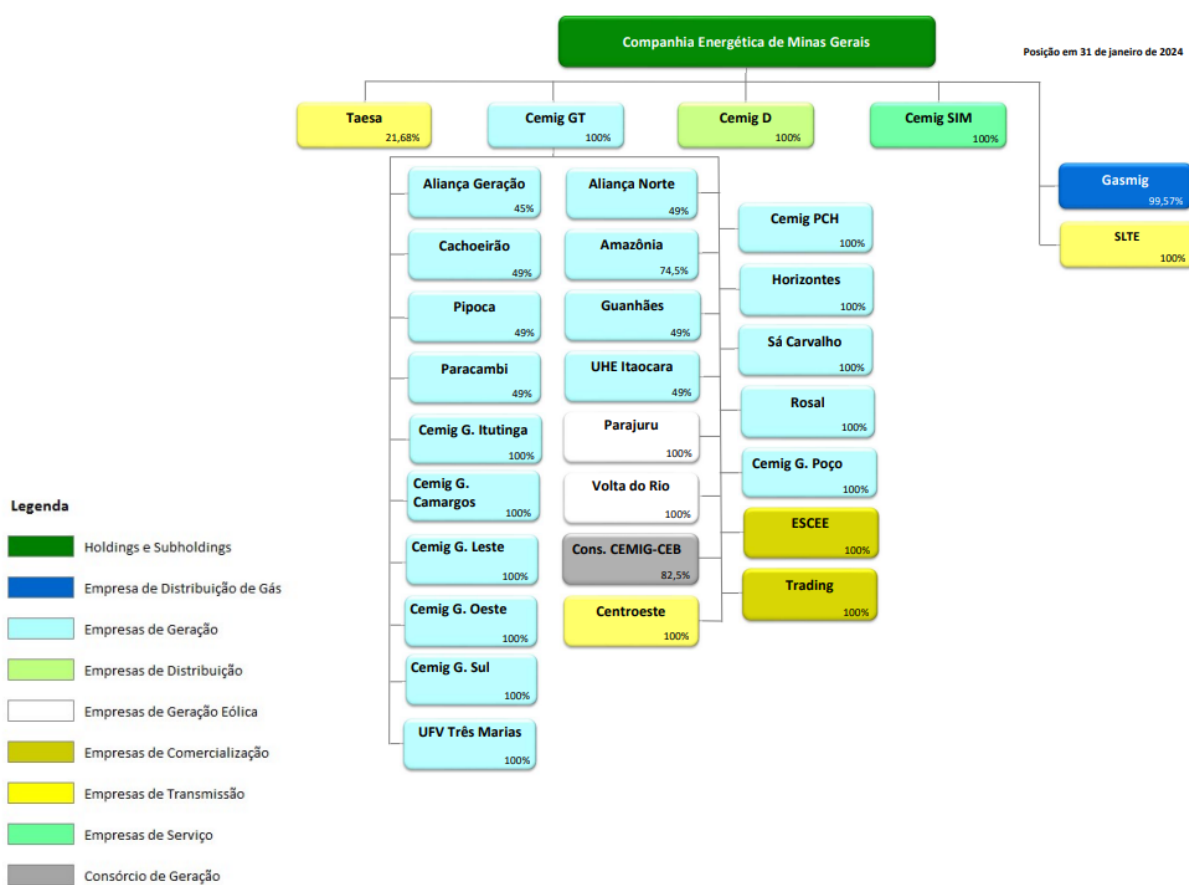 Companhia Energética de Minas Gerais
Posição em 31 de janeiro de 2024
Taesa
21,68%
Cemig GT
100%
Cemig D
100%
Cemig SIM
100%
Gasmig
99,57%
SLTE
100%
Aliança Geração
45%
Cachoeirão
49%
Pipoca
49%
Paracambi
49%
Cemig G. Itutinga
100%
Cemig G.
Camargos
100%
Cemig G. Leste
100%
Cemig G. Oeste
100%
Cemig G. Sul
100%
UFV Três Marias
100%
Aliança Norte
49%
Amazônia
74,5%
Guanhães
49%
UHE Itaocara
49%
Parajuru
100%
Volta do Rio
100%
Cons. CEMIG-CEB
82,5%
Centroeste
100%
Cemig PCH
100%
Horizontes
100%
Sá Carvalho
100%
Rosal
100%
Cemig G. Poço
100%
ESCEE
100%
Trading
100%
Legenda
Holdings e Subholdings
Empresa de Distribuição de Gás
Empresas de Geração
Empresas de Distribuição
Empresas de Geração Eólica
Empresas de Comercialização
Empresas de Transmissão
Empresas de Serviço
Consórcio de Geração